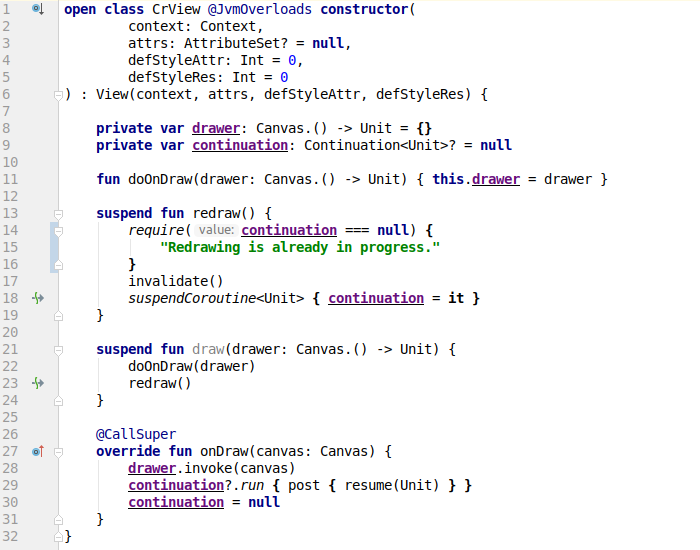 1 open class CrView @JvmOverloads constructor(
2 context: Context,
3 attrs: AttributeSet? = null,
4 defStyleAttr: Int = 0,
5 defStyleRes: Int = 0
6 ) : View(context, attrs, defStyleAttr, defStyleRes) {
7
8 private var drawer: Canvas.() -> Unit = {}
9 private var continuation: Continuation<Unit>? = null
10
11 fun doOnDraw(drawer: Canvas.() -> Unit) { this.drawer = drawer }
12
13 suspend fun redraw() {
14 require( value: continuation === null) {
15 "Redrawing is already in progress."
16 }
17 invalidate()
18 suspendCoroutine<Unit> { continuation = it }
19 }
20
21 suspend fun draw(drawer: Canvas.() -> Unit) {
22 doOnDraw(drawer)
23 redraw()
24 }
25
26 @CallSuper
27 override fun onDraw(canvas: Canvas) {
28 drawer.invoke(canvas)
29 continuation?.run { post { resume(Unit) } }
30 continuation = null
31 }
32 }